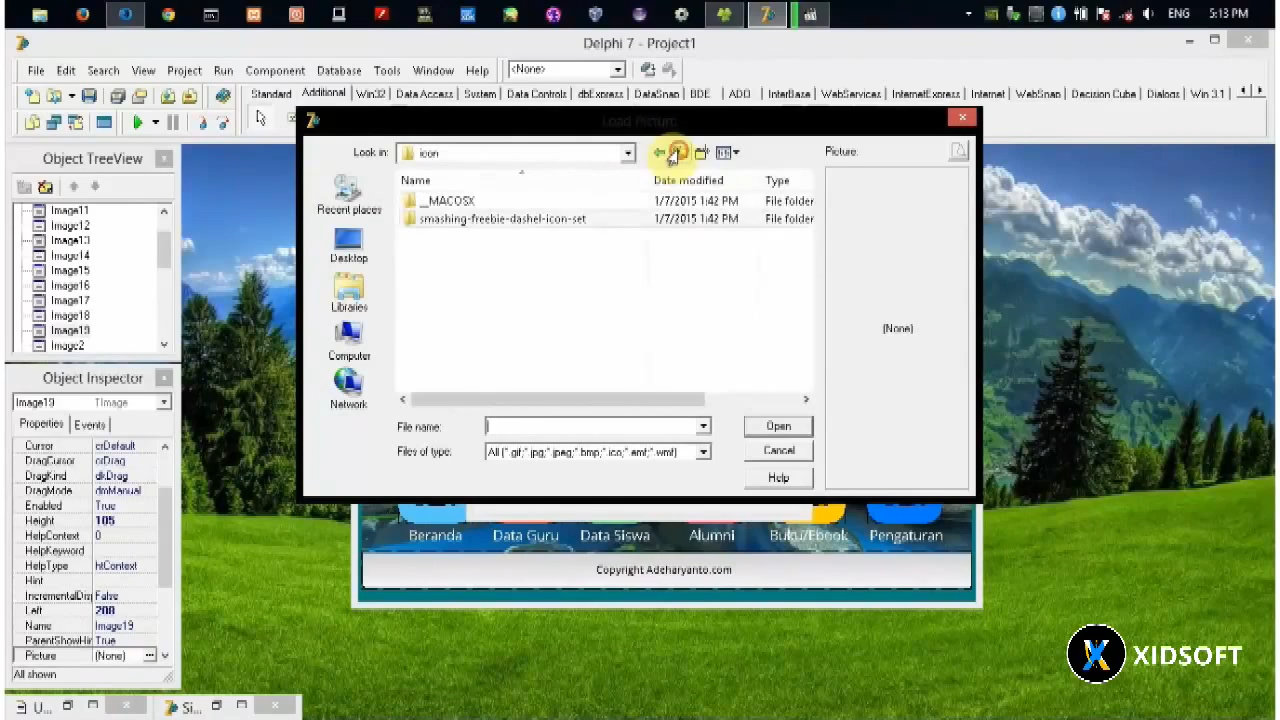 ENG 5:13 PM
Delphi 7 - Project1
File Edit Search View Project Run Component Database Tools Window Help <None>
Standard Additional Win32 Data Access System Data Controls dbExpress DataSnap BDE ADO InterBase WebServices InternetExpress Internet WebSnap Decision Cube Dialogs Win 3.1
Load Picture
Object TreeView
Image11
Image12
Image13
Image14
Image15
Image16
Image17
Image18
Image19
Image2
Look in: icon
Picture:
Name Date modified Type
__MACOSX 1/7/2015 1:42 PM File folder
smashing-freebie-dashel-icon-set 1/7/2015 1:42 PM File folder
Recent places
Desktop
Libraries
Computer
Network
(None)
File name: Open
Files of type: All (*.gif;*.jpg;*.jpeg;*.bmp;*.ico;*.emf;*.wmf) Cancel
Help
Object Inspector
Image19 TImage
Properties Events
Cursor crDefault
DragCursor crDrag
DragKind dkDrag
DragMode dmManual
Enabled True
Height 105
HelpContext 0
HelpKeyword
HelpType htContext
Hint
IncrementalDis False
Left 208
Name Image19
ParentShowHin True
Picture (None) ...
All shown
Beranda Data Guru Data Siswa Alumni Buku/Ebook Pengaturan
Copyright Adeharyanto.com
XIDSOFT
U... Si...